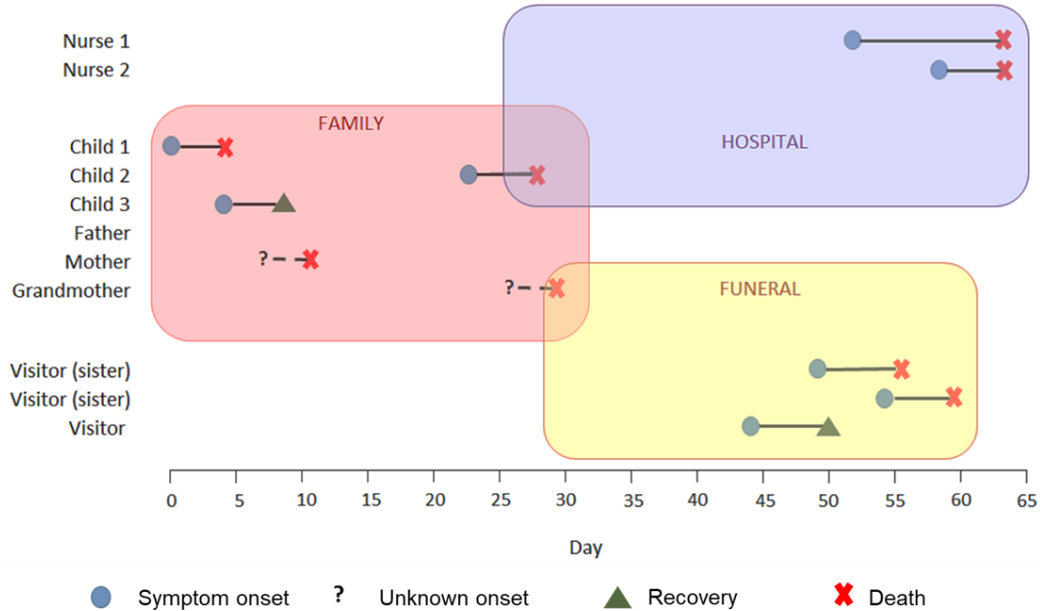 Nurse 1
Nurse 2
FAMILY
HOSPITAL
Child 1
Child 2
Child 3
Father
Mother ?
Grandmother ?
FUNERAL
Visitor (sister)
Visitor (sister)
Visitor
0 5 10 15 20 25 30 35 40 45 50 55 60 65
Day
Symptom onset ? Unknown onset Recovery Death